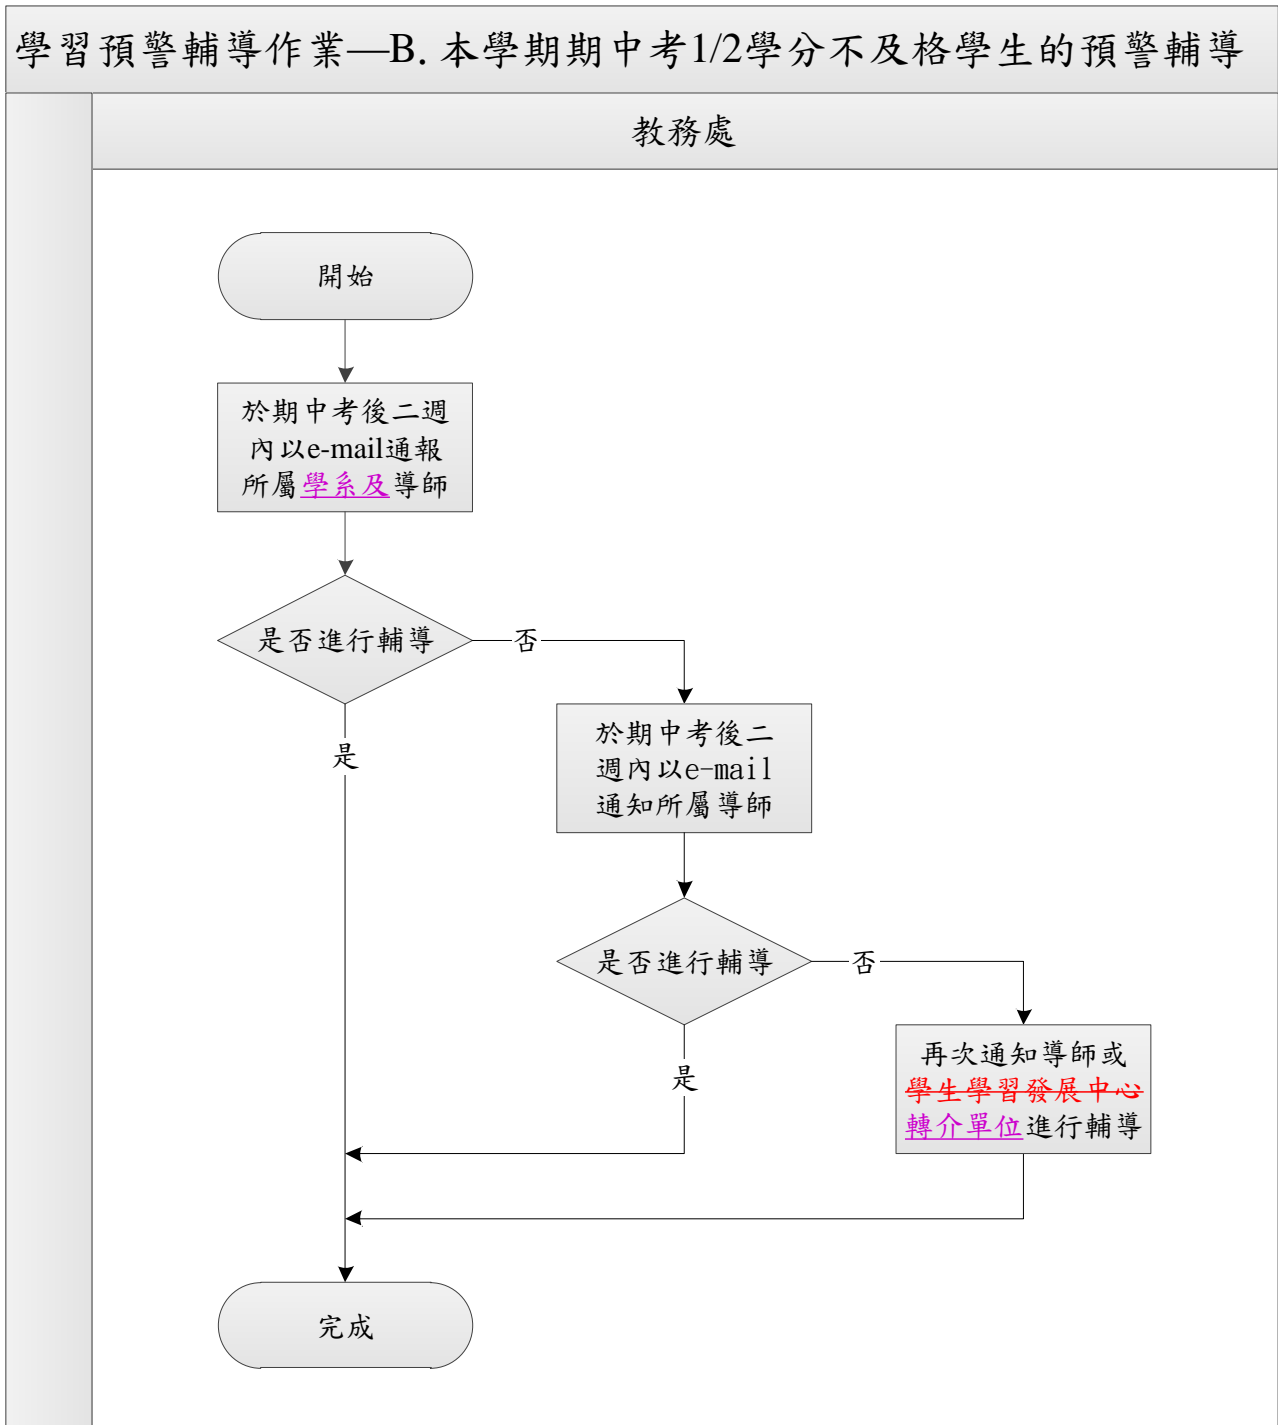 學習預警輔導作業—B. 本學期期中考1/2學分不及格學生的預警輔導
教務處
開始
於期中考後二週
內以e-mail通報
所屬學系及導師
是否進行輔導
否
是
於期中考後二
週內以e-mail
通知所屬導師
是否進行輔導
否
是
再次通知導師或
學生學習發展中心
轉介單位進行輔導
完成